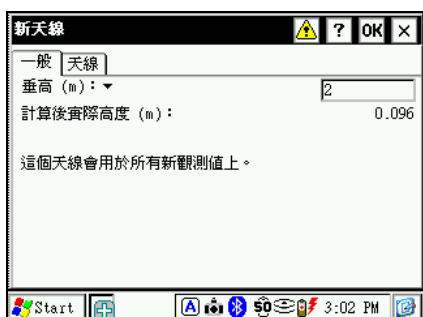 新天線 ? OK ×
一般 天線
垂高 (m):▼ 2
計算後實際高度 (m): 0.096
這個天線會用於所有新觀測值上。
Start A 50 3:02 PM